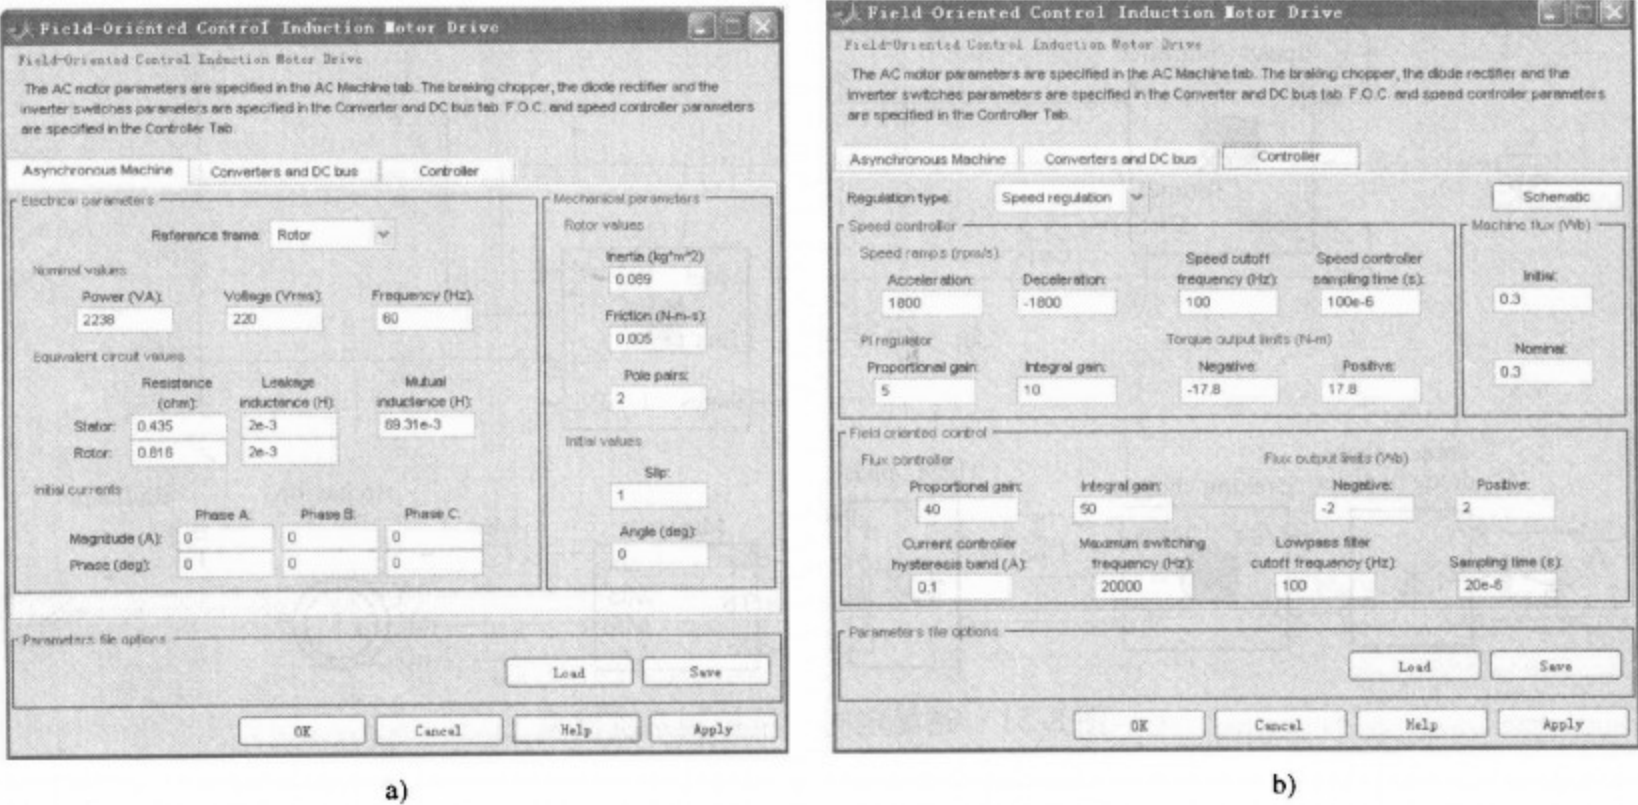 Field-Oriented Control Induction Motor Drive
Field-Oriented Control Induction Motor Drive
The AC motor parameters are specified in the AC Machine tab. The breaking chopper, the diode rectifier and the
inverter switches parameters are specified in the Converter and DC bus tab. F.O.C. and speed controller parameters
are specified in the Controller Tab.
Asynchronous Machine Converters and DC bus Controller
Electrical parameters
Reference frame: Rotor
Nominal values
Power (VA): Voltage (Vrms): Frequency (Hz):
2238 220 60
Equivalent circuit values
Resistance Leakage Mutual
(ohm): inductance (H): inductance (H):
Stator: 0.435 2e-3 69.31e-3
Rotor: 0.816 2e-3
Initial currents
Phase A: Phase B: Phase C:
Magnitude (A): 0 0 0
Phase (deg): 0 0 0
Mechanical parameters
Rotor values
Inertia (kg*m^2):
0.089
Friction (N-m-s):
0.005
Pole pairs:
2
Initial values
Slip:
1
Angle (deg):
0
Parameters file options
Load Save
OK Cancel Help Apply
a)
Field-Oriented Control Induction Motor Drive
Field-Oriented Control Induction Motor Drive
The AC motor parameters are specified in the AC Machine tab. The braking chopper, the diode rectifier and the
inverter switches parameters are specified in the Converter and DC bus tab. F.O.C. and speed controller parameters
are specified in the Controller Tab.
Asynchronous Machine Converters and DC bus Controller
Regulation type: Speed regulation Schematic
Speed controller
Speed ramps (rpm/s)
Speed cutoff Speed controller
Acceleration: Deceleration: frequency (Hz): sampling time (s):
1800 -1800 100 100e-6
PI regulator Torque output limits (N-m)
Proportional gain: Integral gain: Negative: Positive:
5 10 -17.8 17.8
Machine flux (Wb)
Initial:
0.3
Nominal:
0.3
Field oriented control
Flux controller Flux output limits (Wb)
Proportional gain: Integral gain: Negative: Positive:
40 50 -2 2
Current controller Maximum switching Lowpass filter
hysteresis band (A): frequency (Hz): cutoff frequency (Hz): Sampling time (s):
0.1 20000 100 20e-6
Parameters file options
Load Save
OK Cancel Help Apply
b)